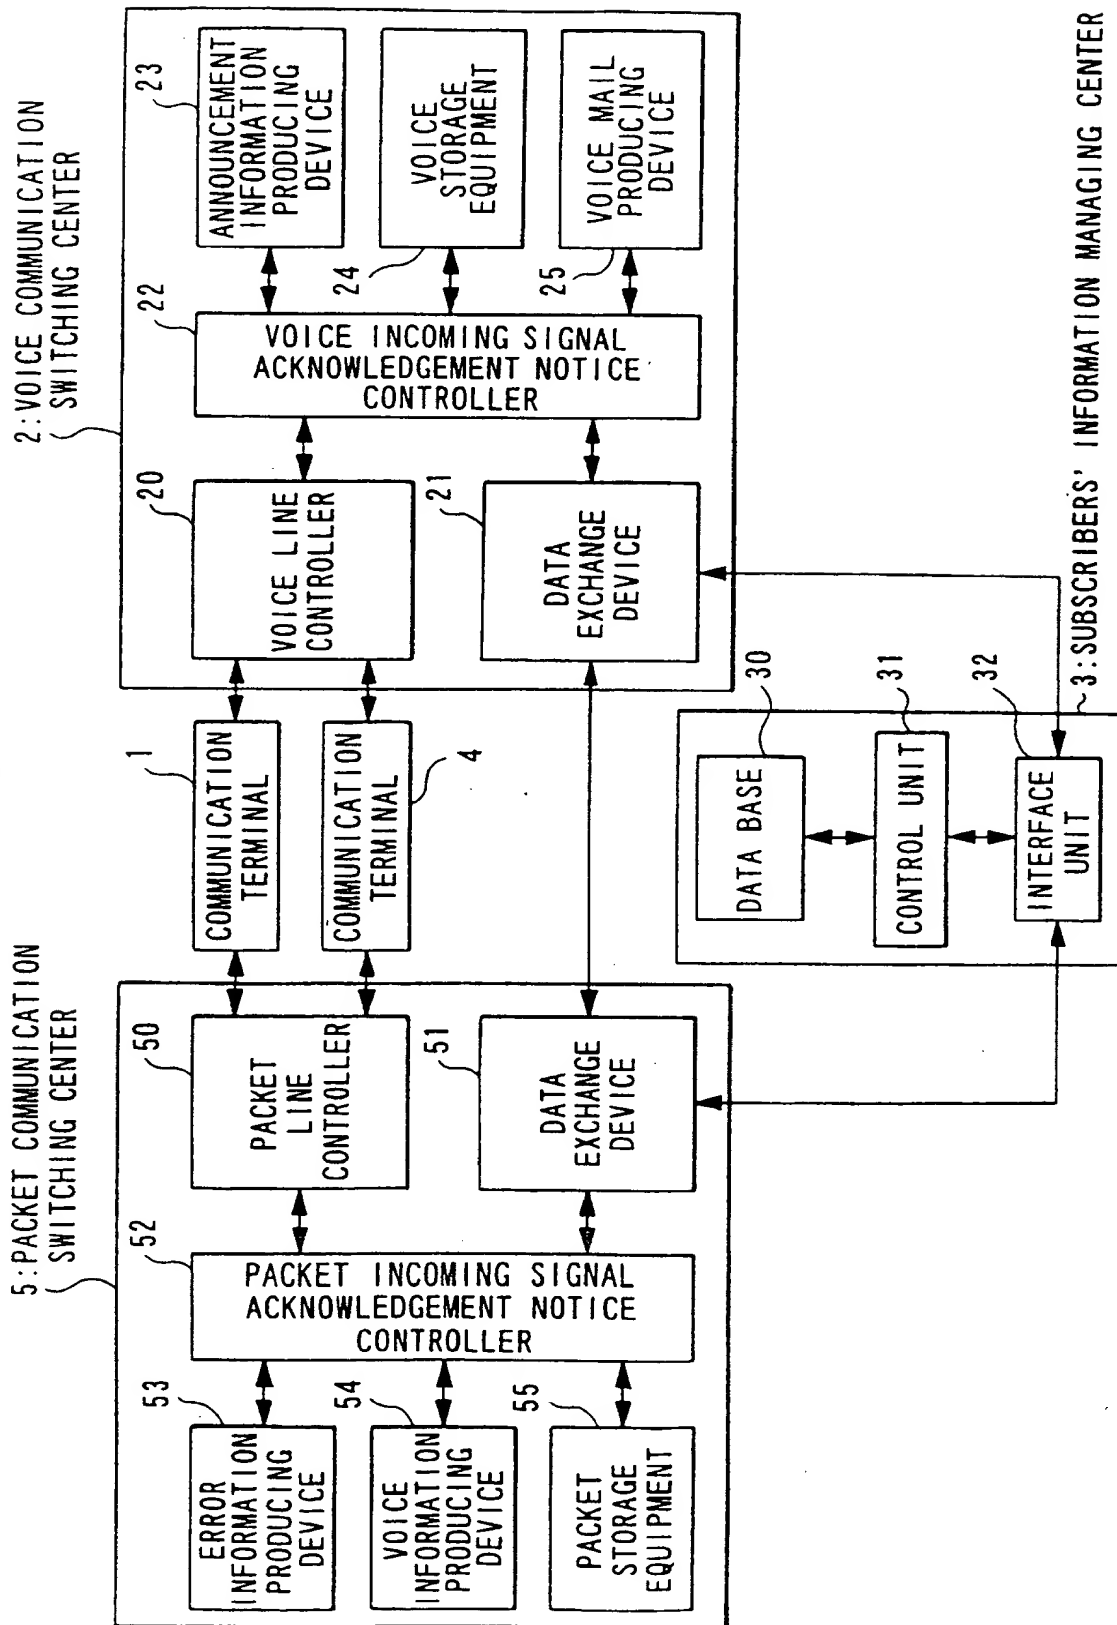 5:PACKET COMMUNICATION
SWITCHING CENTER
53
ERROR
INFORMATION
PRODUCING
DEVICE
54
VOICE
INFORMATION
PRODUCING
DEVICE
55
PACKET
STORAGE
EQUIPMENT
52
PACKET INCOMING SIGNAL
ACKNOWLEDGEMENT NOTICE
CONTROLLER
50
PACKET
LINE
CONTROLLER
51
DATA
EXCHANGE
DEVICE
1
COMMUNICATION
TERMINAL
4
COMMUNICATION
TERMINAL
2:VOICE COMMUNICATION
SWITCHING CENTER
20
VOICE LINE
CONTROLLER
21
DATA
EXCHANGE
DEVICE
22
VOICE INCOMING SIGNAL
ACKNOWLEDGEMENT NOTICE
CONTROLLER
23
ANNOUNCEMENT
INFORMATION
PRODUCING
DEVICE
24
VOICE
STORAGE
EQUIPMENT
25
VOICE MAIL
PRODUCING
DEVICE
30
DATA BASE
31
CONTROL UNIT
32
INTERFACE
UNIT
3:SUBSCRIBERS' INFORMATION MANAGING CENTER